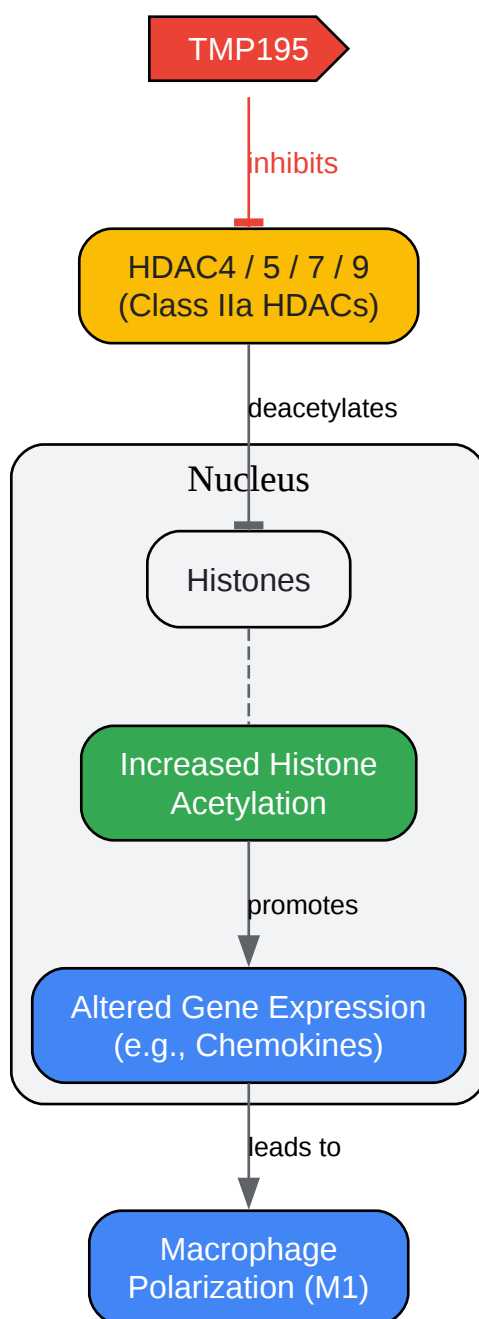 TMP195
inhibits
HDAC4 / 5 / 7 / 9
(Class IIa HDACs)
deacetylates
Nucleus
Histones
Increased Histone
Acetylation
promotes
Altered Gene Expression
(e.g., Chemokines)
leads to
Macrophage
Polarization (M1)